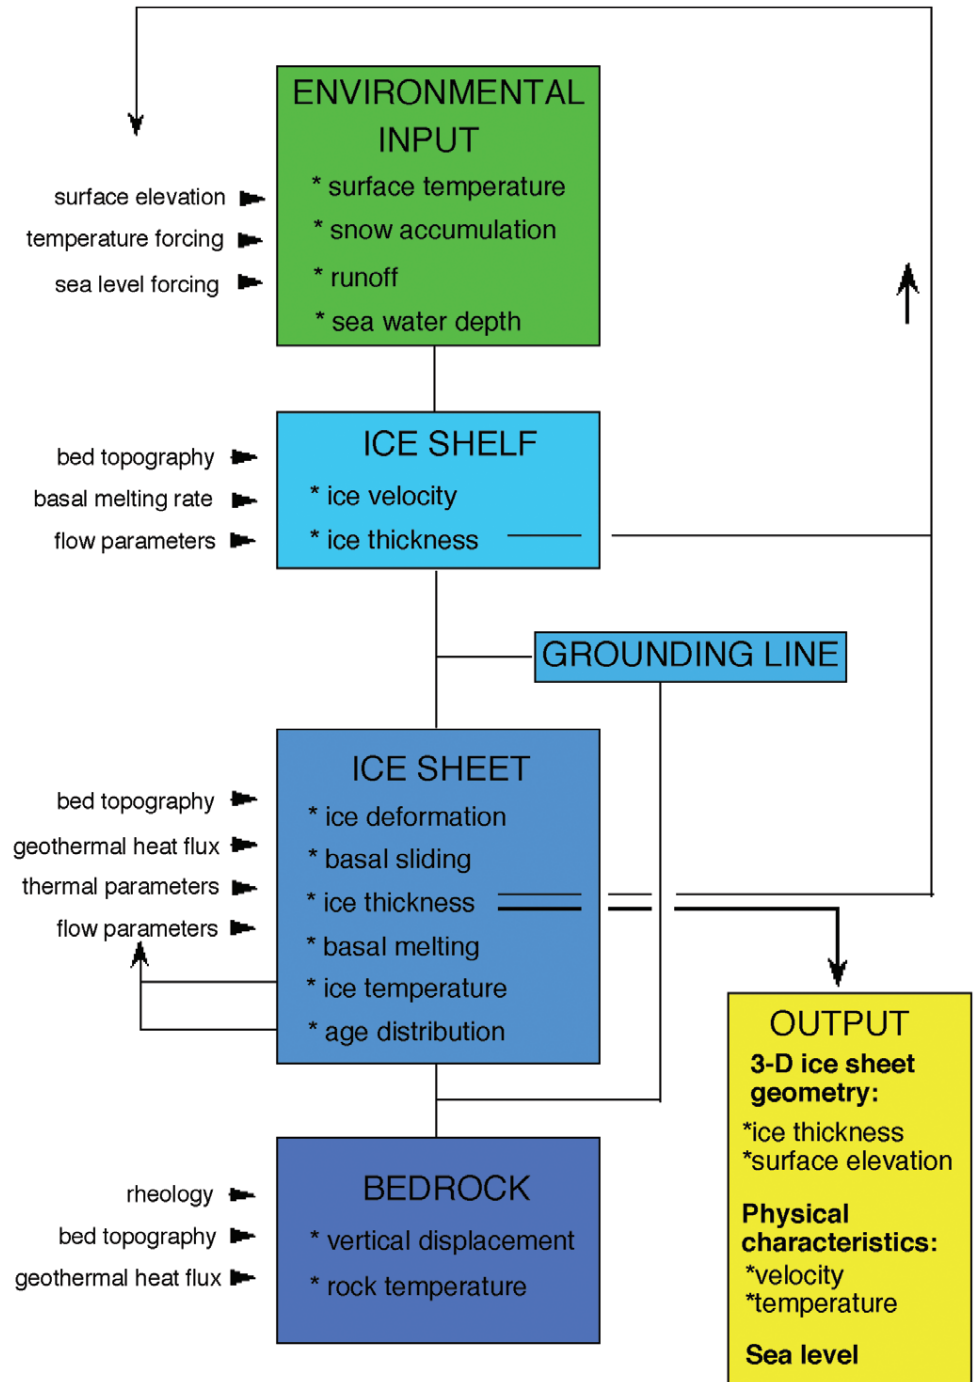 ENVIRONMENTAL
INPUT
* surface temperature
* snow accumulation
* runoff
* sea water depth
surface elevation
temperature forcing
sea level forcing
ICE SHELF
* ice velocity
* ice thickness
bed topography
basal melting rate
flow parameters
GROUNDING LINE
ICE SHEET
* ice deformation
* basal sliding
* ice thickness
* basal melting
* ice temperature
* age distribution
bed topography
geothermal heat flux
thermal parameters
flow parameters
BEDROCK
* vertical displacement
* rock temperature
rheology
bed topography
geothermal heat flux
OUTPUT
3-D ice sheet
geometry:
*ice thickness
*surface elevation
Physical
characteristics:
*velocity
*temperature
Sea level